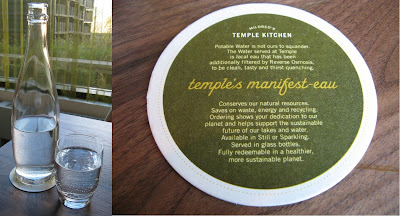 MILDRED'S
TEMPLE KITCHEN
Potable Water is not ours to squander.
The Water served at Temple
is local eau that has been
additionally filtered by Reverse Osmosis,
to be clean, tasty and thirst-quenching.
temple's manifest-eau
Conserves our natural resources.
Saves on waste, energy and recycling.
Ordering shows your dedication to our
planet and helps support the sustainable
future of our lakes and water.
Available in Still or Sparkling.
Served in glass bottles.
Fully redeemable in a healthier,
more sustainable planet.